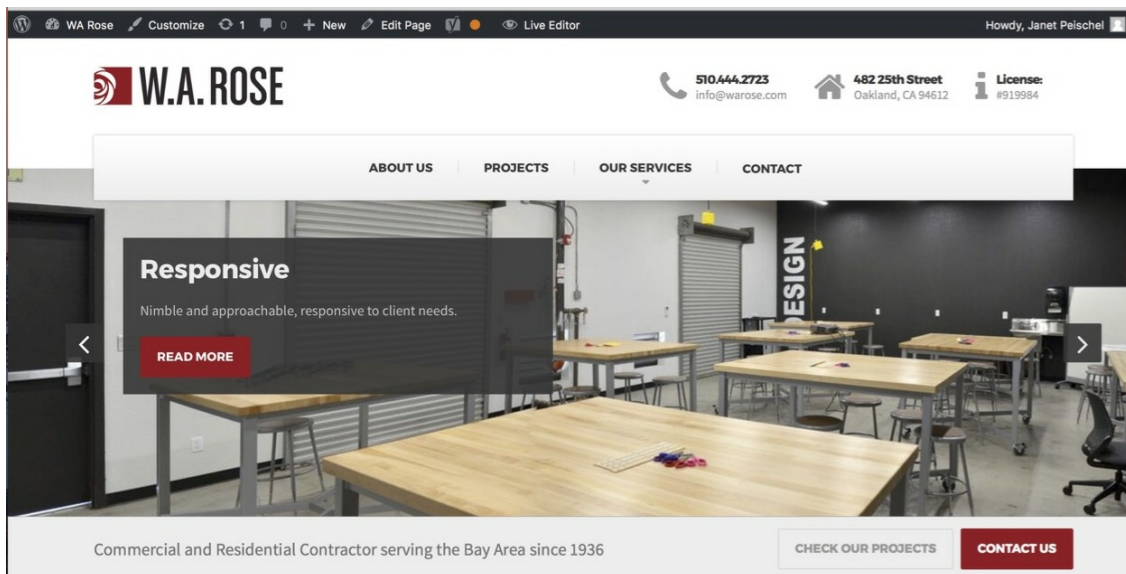 WA Rose Customize 1 0 New Edit Page Live Editor Howdy, Janet Peischel
W.A. ROSE
510.444.2723
info@warose.com
482 25th Street
Oakland, CA 94612
License:
#919984
ABOUT US PROJECTS OUR SERVICES CONTACT
Responsive
Nimble and approachable, responsive to client needs.
READ MORE
DESIGN
Commercial and Residential Contractor serving the Bay Area since 1936
CHECK OUR PROJECTS
CONTACT US